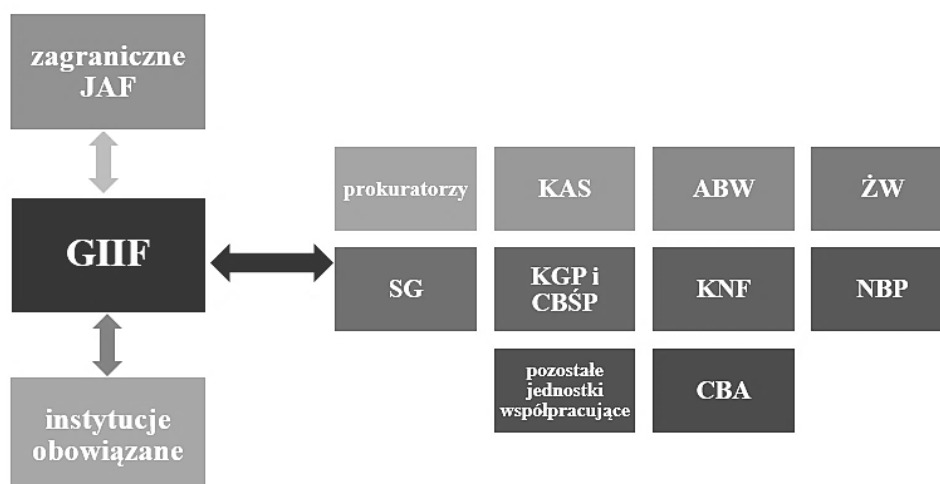 zagraniczne
JAF
GIIF
instytucje
obowiązane
prokuratorzy
KAS
ABW
ŻW
SG
KGP i
CBŚP
KNF
NBP
pozostałe
jednostki
współpracujące
CBA